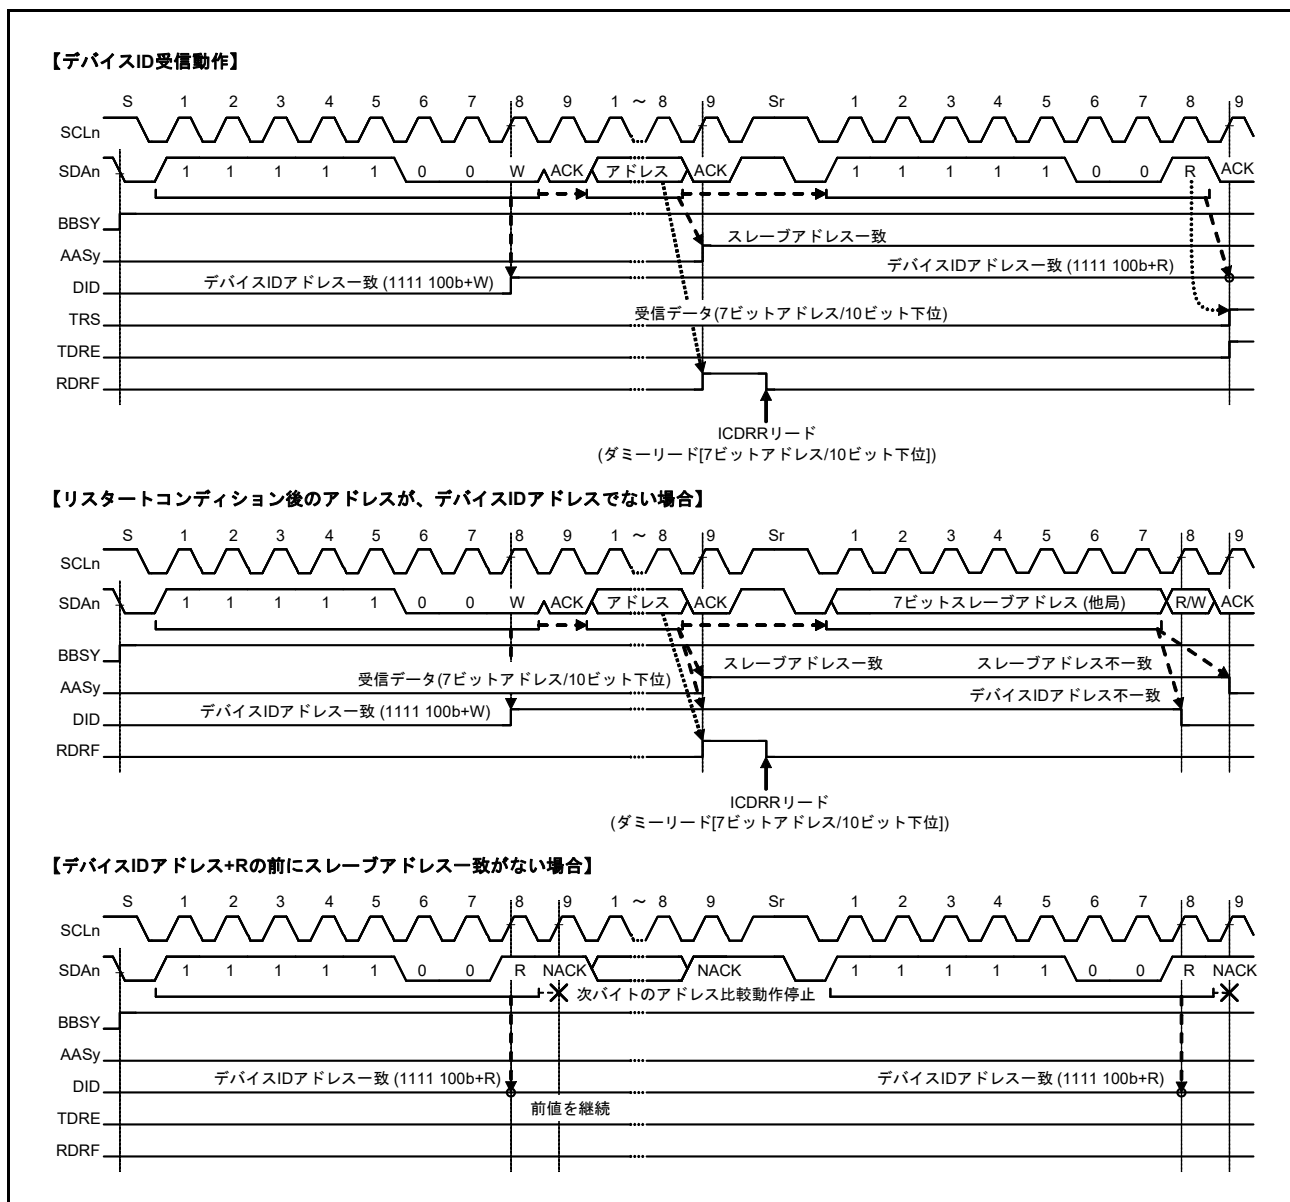 【デバイスID受信動作】
S 1 2 3 4 5 6 7 8 9 1 ～ 8 9 Sr 1 2 3 4 5 6 7 8 9
SCLn
SDAn 1 1 1 1 1 0 0 W ACK アドレス ACK 1 1 1 1 1 0 0 R ACK
BBSY
スレーブアドレス一致
AASy
デバイスIDアドレス一致 (1111 100b+W) デバイスIDアドレス一致 (1111 100b+R)
DID
TRS 受信データ(7ビットアドレス/10ビット下位)
TDRE
RDRF
ICDRRリード
(ダミーリード[7ビットアドレス/10ビット下位])
【リスタートコンディション後のアドレスが、デバイスIDアドレスでない場合】
S 1 2 3 4 5 6 7 8 9 1 ～ 8 9 Sr 1 2 3 4 5 6 7 8 9
SCLn
SDAn 1 1 1 1 1 0 0 W ACK アドレス ACK 7ビットスレーブアドレス (他局) R/W ACK
BBSY
スレーブアドレス一致 スレーブアドレス不一致
AASy 受信データ(7ビットアドレス/10ビット下位)
デバイスIDアドレス不一致
DID デバイスIDアドレス一致 (1111 100b+W)
RDRF
ICDRRリード
(ダミーリード[7ビットアドレス/10ビット下位])
【デバイスIDアドレス+Rの前にスレーブアドレス一致がない場合】
S 1 2 3 4 5 6 7 8 9 1 ～ 8 9 Sr 1 2 3 4 5 6 7 8 9
SCLn
SDAn 1 1 1 1 1 0 0 R NACK NACK 1 1 1 1 1 0 0 R NACK
次バイトのアドレス比較動作停止
BBSY
AASy
デバイスIDアドレス一致 (1111 100b+R) デバイスIDアドレス一致 (1111 100b+R)
DID
前値を継続
TDRE
RDRF